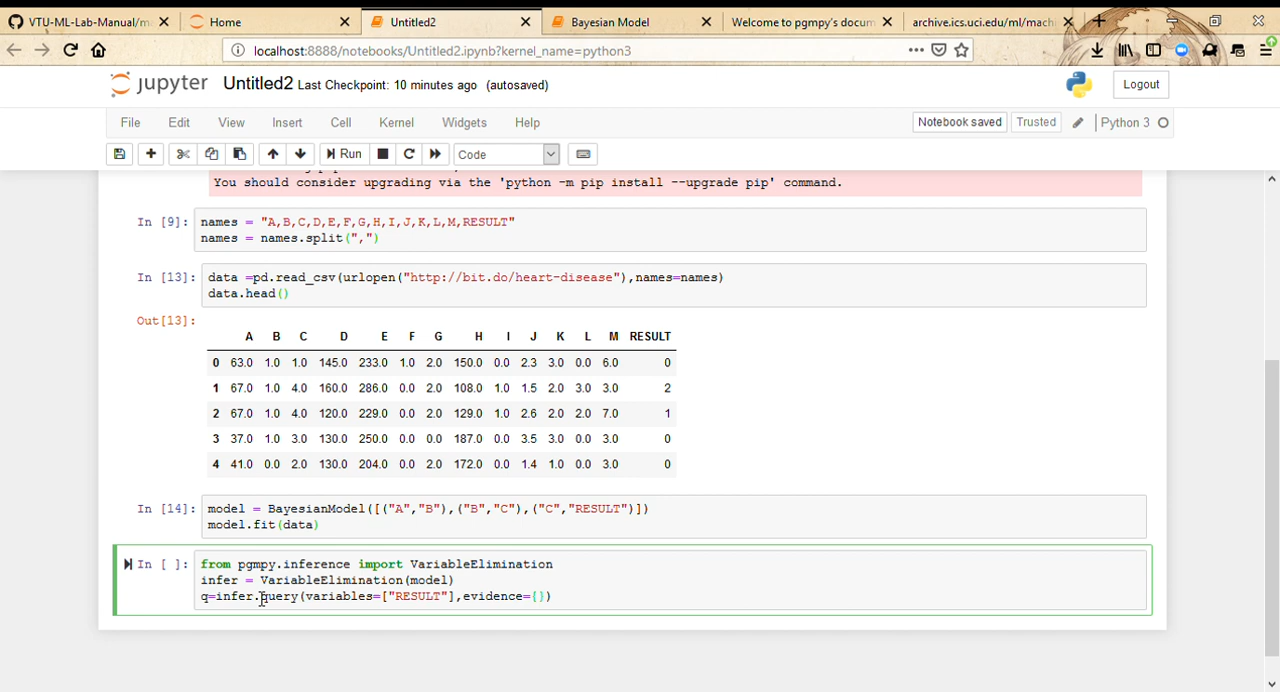 VTU-ML-Lab-Manual/ma
Home
Untitled2
Bayesian Model
Welcome to pgmpy's docum
archive.ics.uci.edu/ml/machi
localhost:8888/notebooks/Untitled2.ipynb?kernel_name=python3
jupyter Untitled2 Last Checkpoint: 10 minutes ago (autosaved)
Logout
File Edit View Insert Cell Kernel Widgets Help
Notebook saved Trusted Python 3
Run Code
You should consider upgrading via the 'python -m pip install --upgrade pip' command.
In [9]: names = "A,B,C,D,E,F,G,H,I,J,K,L,M,RESULT"
names = names.split(",")
In [13]: data =pd.read_csv(urlopen("http://bit.do/heart-disease"),names=names)
data.head()
Out[13]:
A B C D E F G H I J K L M RESULT
0 63.0 1.0 1.0 145.0 233.0 1.0 2.0 150.0 0.0 2.3 3.0 0.0 6.0 0
1 67.0 1.0 4.0 160.0 286.0 0.0 2.0 108.0 1.0 1.5 2.0 3.0 3.0 2
2 67.0 1.0 4.0 120.0 229.0 0.0 2.0 129.0 1.0 2.6 2.0 2.0 7.0 1
3 37.0 1.0 3.0 130.0 250.0 0.0 0.0 187.0 0.0 3.5 3.0 0.0 3.0 0
4 41.0 0.0 2.0 130.0 204.0 0.0 2.0 172.0 0.0 1.4 1.0 0.0 3.0 0
In [14]: model = BayesianModel([("A","B"),("B","C"),("C","RESULT")])
model.fit(data)
In [ ]: from pgmpy.inference import VariableElimination
infer = VariableElimination(model)
q=infer.query(variables=["RESULT"],evidence={})